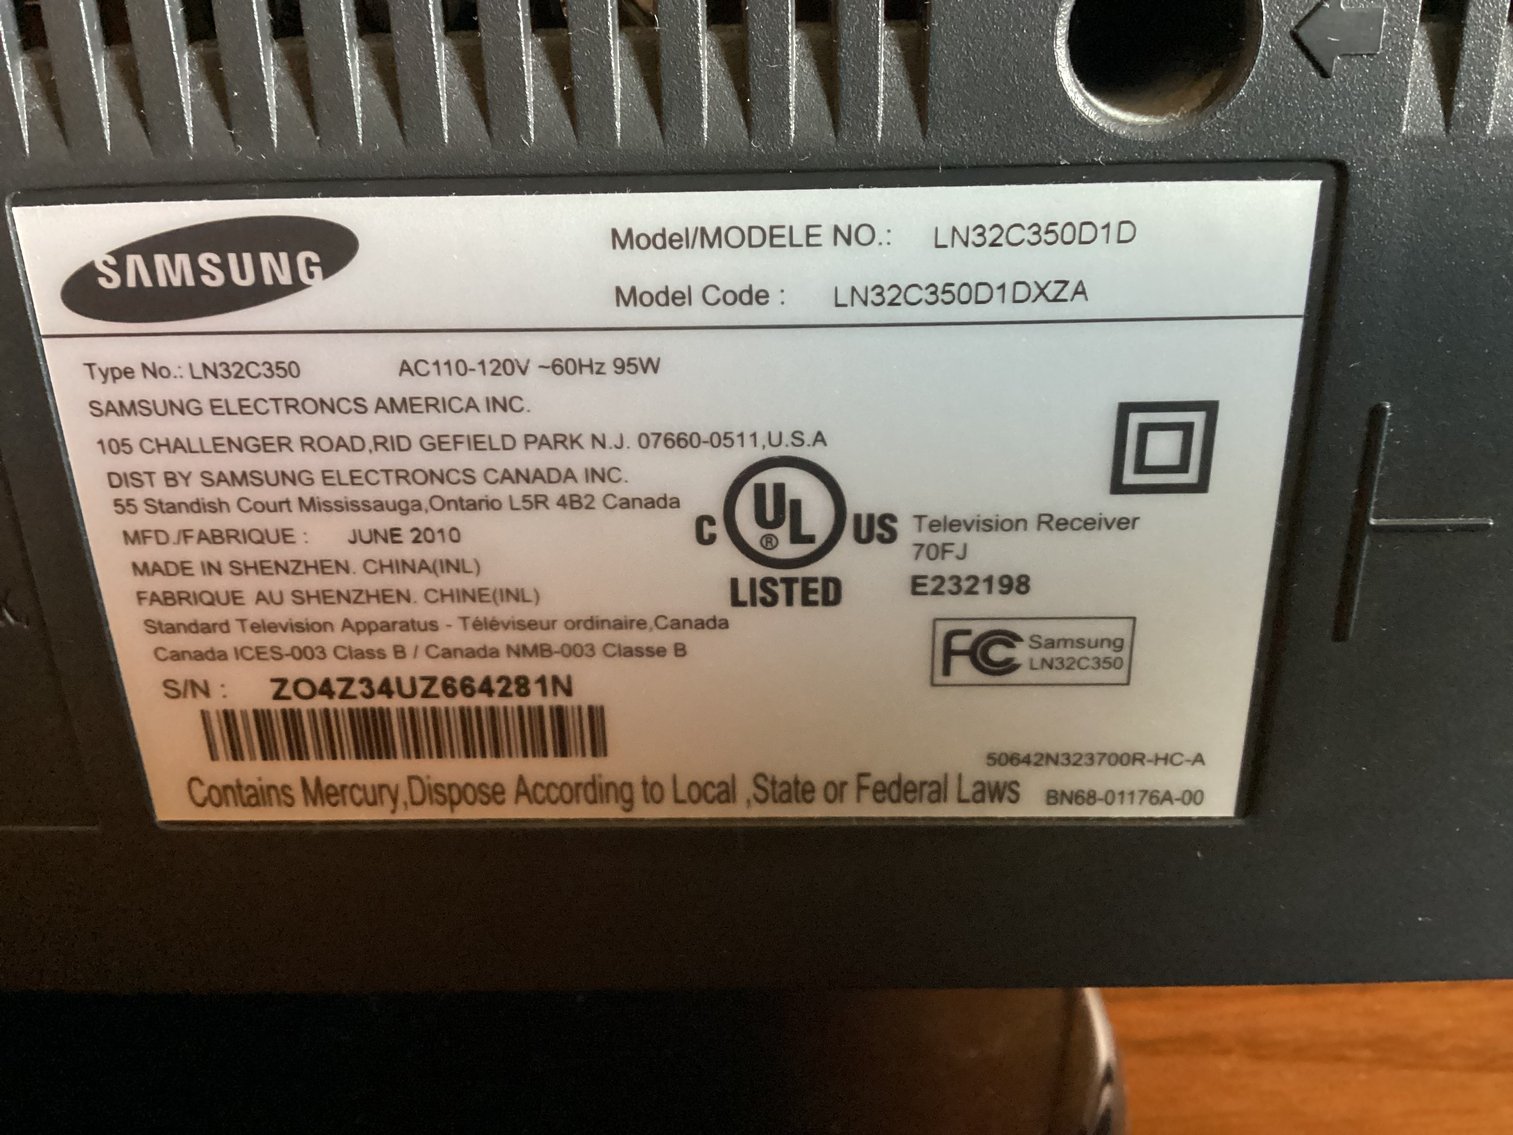 SAMSUNG
Model/MODELE NO.: LN32C350D1D
Model Code : LN32C350D1DXZA
Type No.: LN32C350 AC110-120V ~60Hz 95W
SAMSUNG ELECTRONCS AMERICA INC.
105 CHALLENGER ROAD,RID GEFIELD PARK N.J. 07660-0511,U.S.A
DIST BY SAMSUNG ELECTRONCS CANADA INC.
55 Standish Court Mississauga,Ontario L5R 4B2 Canada
MFD./FABRIQUE : JUNE 2010
MADE IN SHENZHEN. CHINA(INL)
FABRIQUE AU SHENZHEN. CHINE(INL)
Standard Television Apparatus - Téléviseur ordinaire,Canada
Canada ICES-003 Class B / Canada NMB-003 Classe B
S/N : ZO4Z34UZ664281N
C UL ® US
LISTED
Television Receiver
70FJ
E232198
FC Samsung
LN32C350
50642N323700R-HC-A
Contains Mercury,Dispose According to Local ,State or Federal Laws BN68-01176A-00